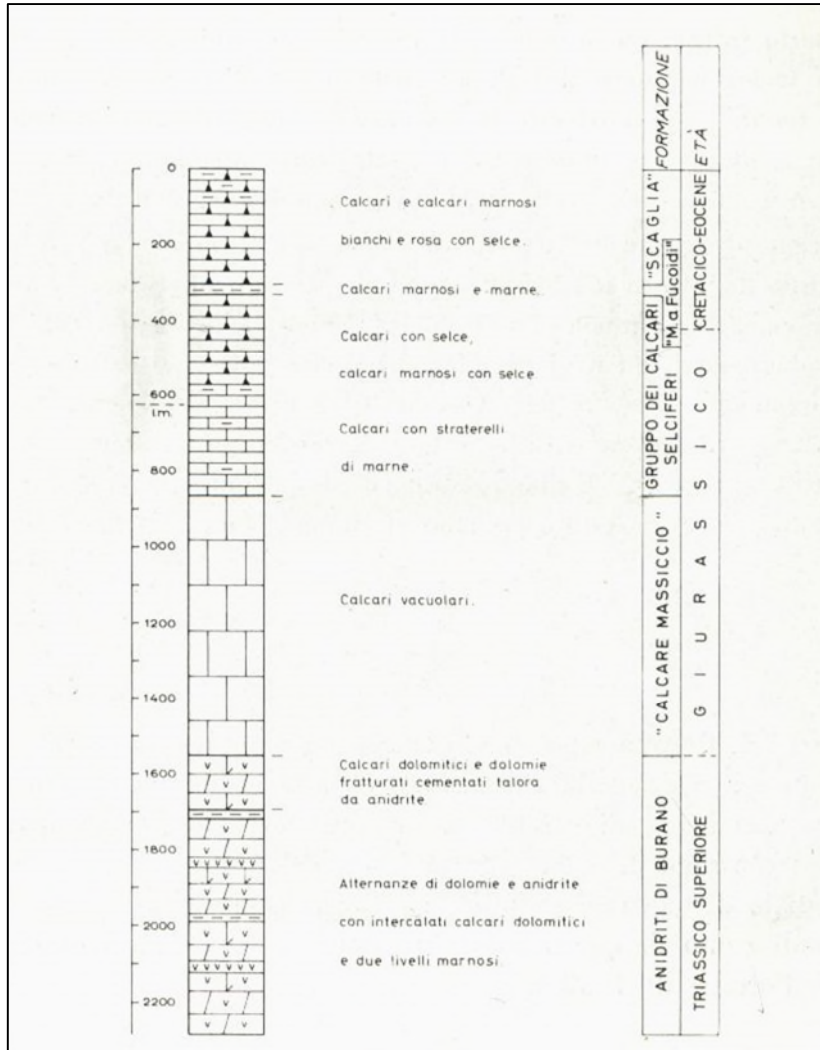 FORMAZIONE
ETÀ
0
200
400
600
l.m.
800
1000
1200
1400
1600
1800
2000
2200
Calcari e calcari marnosi
bianchi e rosa con selce.
Calcari marnosi e marne.
Calcari con selce,
calcari marnosi con selce
Calcari con straterelli
di marne.
Calcari vacuolari.
Calcari dolomitici e dolomie
fratturati cementati talora
da anidrite.
Alternanze di dolomie e anidrite
con intercalati calcari dolomitici
e due livelli marnosi.
"SCAGLIA"
"M.a Fucoidi"
GRUPPO DEI CALCARI
SELCIFERI
"CALCARE MASSICCIO"
ANIDRITI DI BURANO
CRETACICO-EOCENE
GIURASSICO
TRIASSICO SUPERIORE